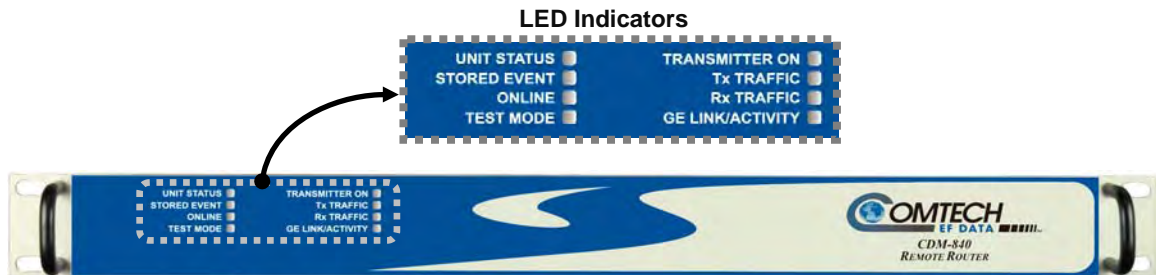 LED Indicators
UNIT STATUS
STORED EVENT
ONLINE
TEST MODE
TRANSMITTER ON
Tx TRAFFIC
Rx TRAFFIC
GE LINK/ACTIVITY
UNIT STATUS
STORED EVENT
ONLINE
TEST MODE
TRANSMITTER ON
Tx TRAFFIC
Rx TRAFFIC
GE LINK/ACTIVITY
COMTECH
EF DATA
CDM-840
REMOTE ROUTER